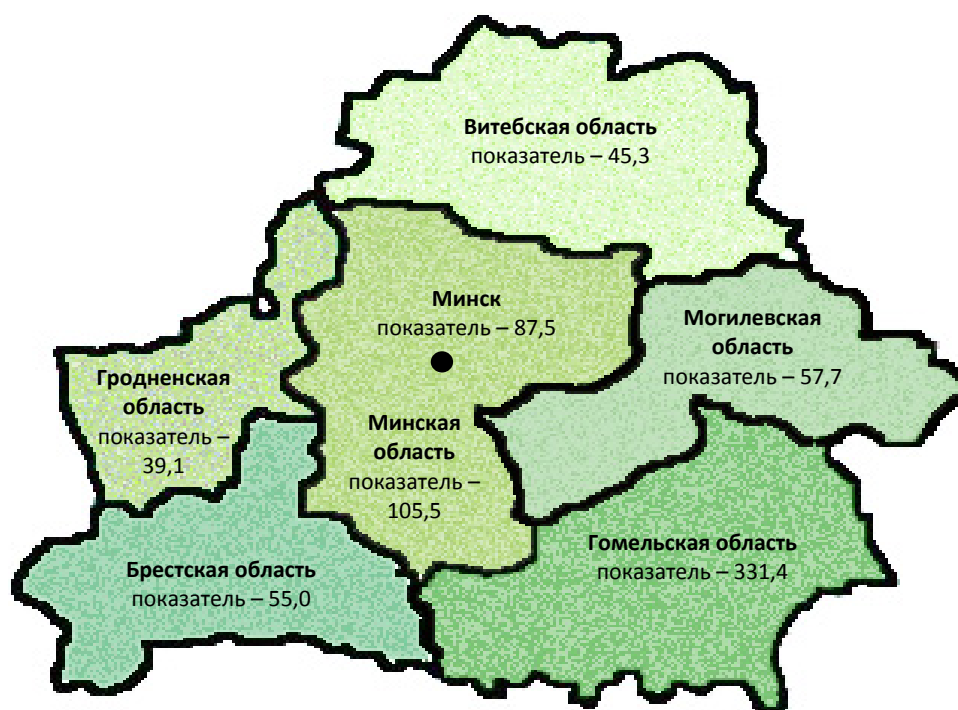 Витебская область
показатель – 45,3
Минск
показатель – 87,5
Могилевская
область
показатель – 57,7
Гродненская
область
показатель –
39,1
Минская
область
показатель –
105,5
Гомельская область
показатель – 331,4
Брестская область
показатель – 55,0